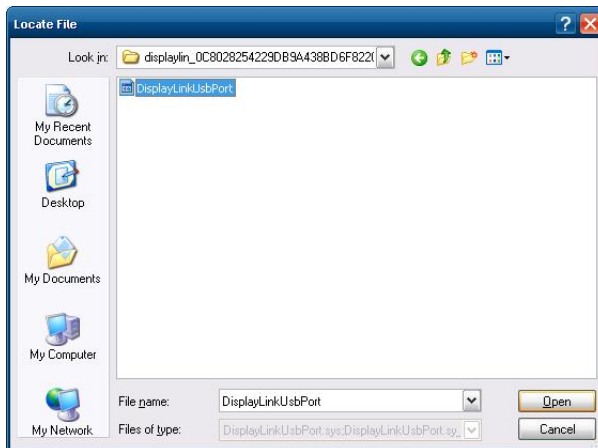 Locate File
Look in: displaylin_0C8028254229DB9A438BD6F822(
DisplayLinkUsbPort
My Recent
Documents
Desktop
My Documents
My Computer
My Network
File name: DisplayLinkUsbPort Open
Files of type: DisplayLinkUsbPort.sys;DisplayLinkUsbPort.sy_ Cancel